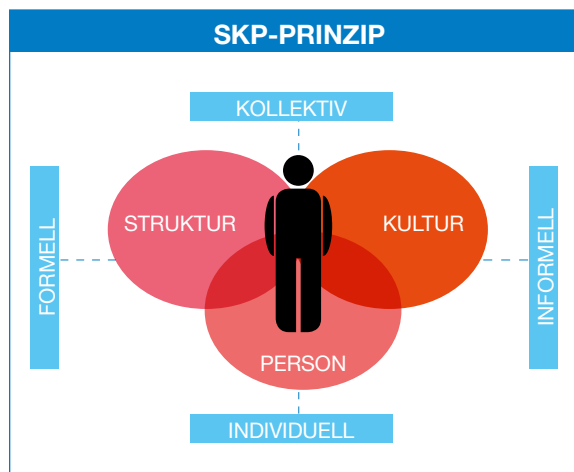 SKP-PRINZIP
KOLLEKTIV
FORMELL
STRUKTUR
KULTUR
INFORMELL
PERSON
INDIVIDUELL